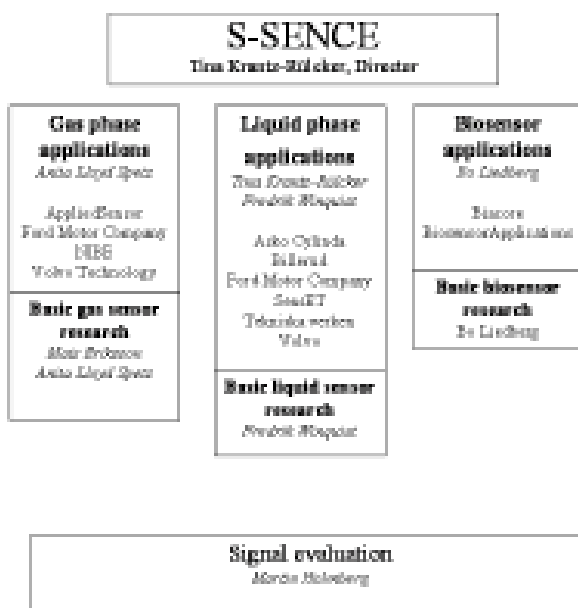 S-SENCE
Tina Krantz-Rülcker, Director
Gas phase
applications
Anita Lloyd Spetz
AppliedSensor
Ford Motor Company
NIBE
Volvo Technology
Basic gas sensor
research
Mats Eriksson
Anita Lloyd Spetz
Liquid phase
applications
Tina Krantz-Rülcker
Fredrik Winquist
Asko Cylinda
Billerud
Ford Motor Company
SensET
Tekniska verken
Volvo
Basic liquid sensor
research
Fredrik Winquist
Biosensor
applications
Bo Liedberg
Biacore
BiosensorApplications
Basic biosensor
research
Bo Liedberg
Signal evaluation
Martin Holmberg